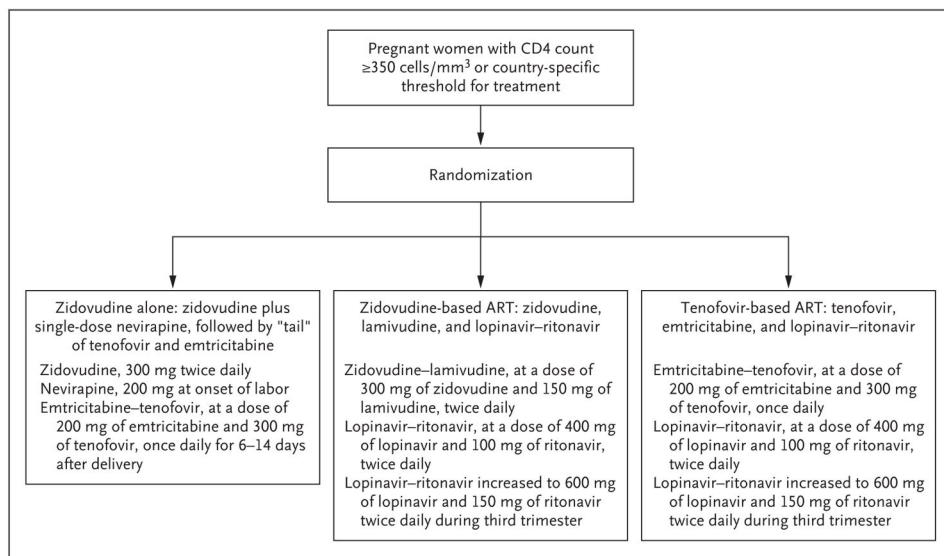 Pregnant women with CD4 count
≥350 cells/mm³ or country-specific
threshold for treatment
Randomization
Zidovudine alone: zidovudine plus
single-dose nevirapine, followed by "tail"
of tenofovir and emtricitabine
Zidovudine, 300 mg twice daily
Nevirapine, 200 mg at onset of labor
Emtricitabine–tenofovir, at a dose of
200 mg of emtricitabine and 300 mg
of tenofovir, once daily for 6–14 days
after delivery
Zidovudine-based ART: zidovudine,
lamivudine, and lopinavir–ritonavir
Zidovudine–lamivudine, at a dose of
300 mg of zidovudine and 150 mg of
lamivudine, twice daily
Lopinavir–ritonavir, at a dose of 400 mg
of lopinavir and 100 mg of ritonavir,
twice daily
Lopinavir–ritonavir increased to 600 mg
of lopinavir and 150 mg of ritonavir
twice daily during third trimester
Tenofovir-based ART: tenofovir,
emtricitabine, and lopinavir–ritonavir
Emtricitabine–tenofovir, at a dose of
200 mg of emtricitabine and 300 mg
of tenofovir, once daily
Lopinavir–ritonavir, at a dose of 400 mg
of lopinavir and 100 mg of ritonavir,
twice daily
Lopinavir–ritonavir increased to 600 mg
of lopinavir and 150 mg of ritonavir
twice daily during third trimester